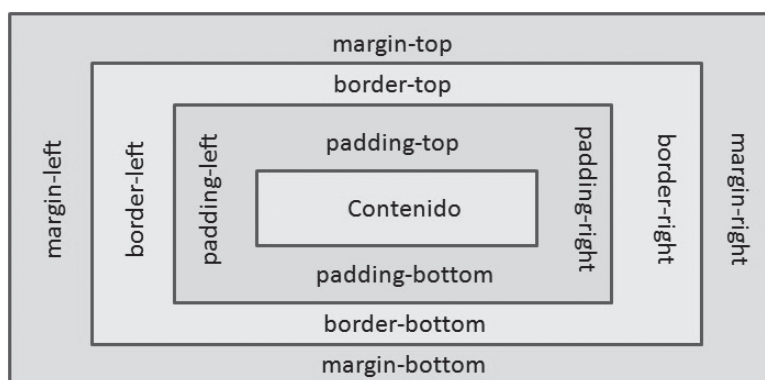 margin-top
border-top
padding-top
margin-left
border-left
padding-left
Contenido
padding-right
border-right
margin-right
padding-bottom
border-bottom
margin-bottom